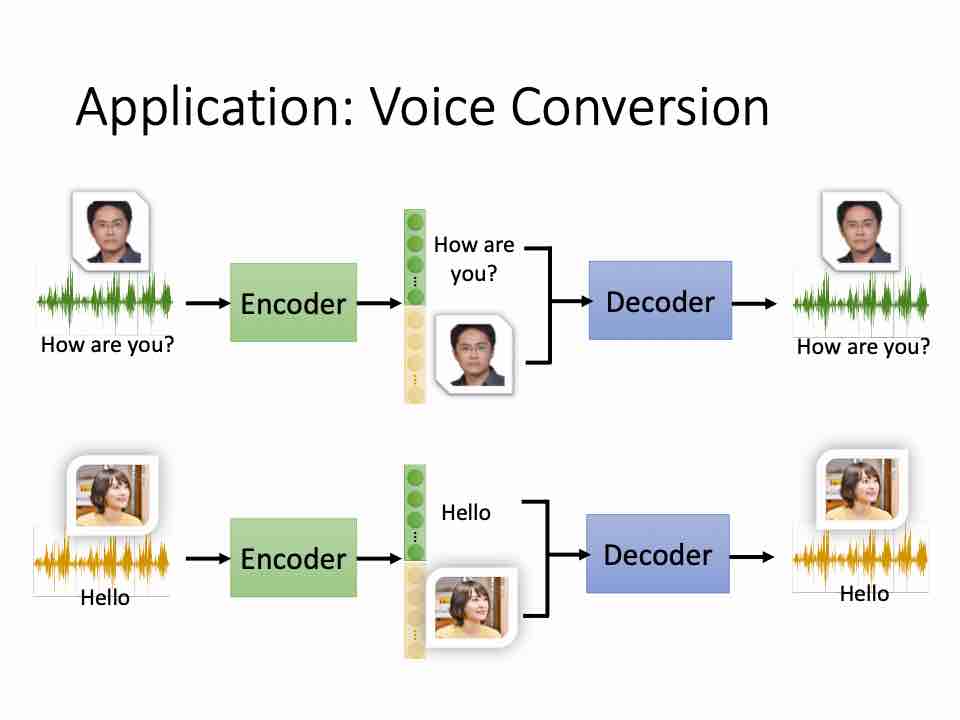 Application: Voice Conversion
How are you?
Encoder
How are
you?
Decoder
How are you?
Hello
Encoder
Hello
Decoder
Hello